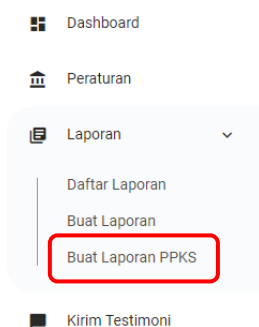 Dashboard
Peraturan
Laporan
Daftar Laporan
Buat Laporan
Buat Laporan PPKS
Kirim Testimoni